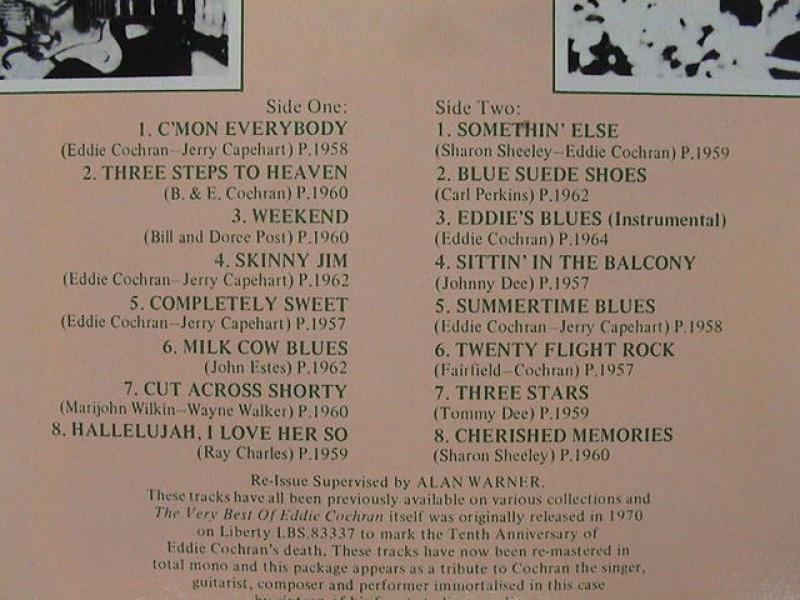 Side One:
1. C'MON EVERYBODY
(Eddie Cochran—Jerry Capehart) P.1958
2. THREE STEPS TO HEAVEN
(B. & E. Cochran) P.1960
3. WEEKEND
(Bill and Doree Post) P.1960
4. SKINNY JIM
(Eddie Cochran—Jerry Capehart) P.1962
5. COMPLETELY SWEET
(Eddie Cochran—Jerry Capehart) P.1957
6. MILK COW BLUES
(John Estes) P.1962
7. CUT ACROSS SHORTY
(Marijohn Wilkin—Wayne Walker) P.1960
8. HALLELUJAH, I LOVE HER SO
(Ray Charles) P.1959
Side Two:
1. SOMETHIN' ELSE
(Sharon Sheeley—Eddie Cochran) P.1959
2. BLUE SUEDE SHOES
(Carl Perkins) P.1962
3. EDDIE'S BLUES (Instrumental)
(Eddie Cochran) P.1964
4. SITTIN' IN THE BALCONY
(Johnny Dee) P.1957
5. SUMMERTIME BLUES
(Eddie Cochran—Jerry Capehart) P.1958
6. TWENTY FLIGHT ROCK
(Fairfield—Cochran) P.1957
7. THREE STARS
(Tommy Dee) P.1959
8. CHERISHED MEMORIES
(Sharon Sheeley) P.1960
Re-Issue Supervised by ALAN WARNER.
These tracks have all been previously available on various collections and
The Very Best Of Eddie Cochran itself was originally released in 1970
on Liberty LBS.83337 to mark the Tenth Anniversary of
Eddie Cochran's death. These tracks have now been re-mastered in
total mono and this package appears as a tribute to Cochran the singer,
guitarist, composer and performer immortalised in this case